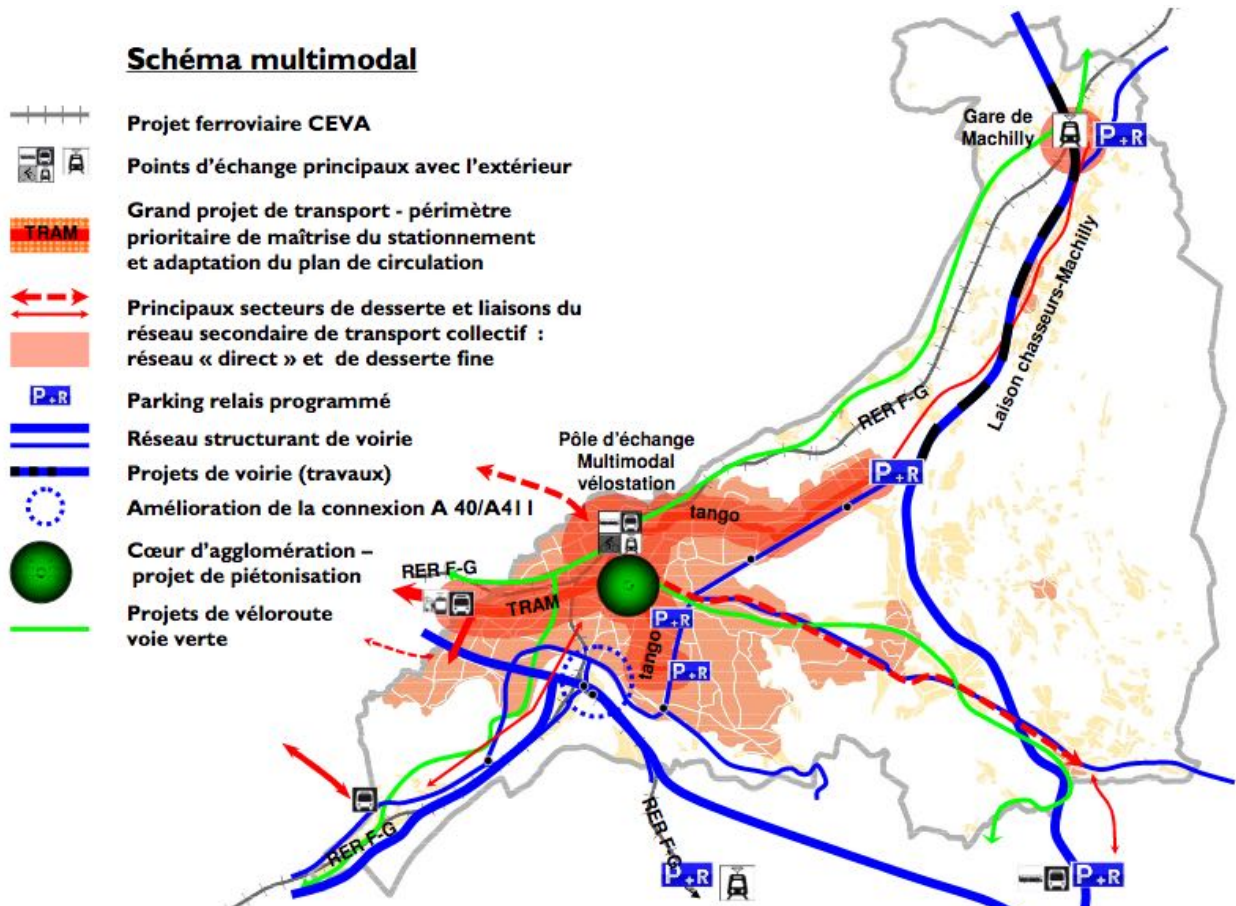 Schéma multimodal
Projet ferroviaire CEVA
Points d'échange principaux avec l'extérieur
TRAM
Grand projet de transport - périmètre
prioritaire de maîtrise du stationnement
et adaptation du plan de circulation
Principaux secteurs de desserte et liaisons du
réseau secondaire de transport collectif :
réseau « direct » et de desserte fine
P+R
Parking relais programmé
Réseau structurant de voirie
Projets de voirie (travaux)
Amélioration de la connexion A 40/A411
Cœur d'agglomération –
projet de piétonisation
Projets de véloroute
voie verte
Gare de
Machilly
P+R
Laison chasseurs-Machilly
RER F-G
Pôle d'échange
Multimodal
vélostation
P+R
tango
RER F-G
TRAM
P+R
tango
P+R
RER F-G
RER F-G
P+R
P+R